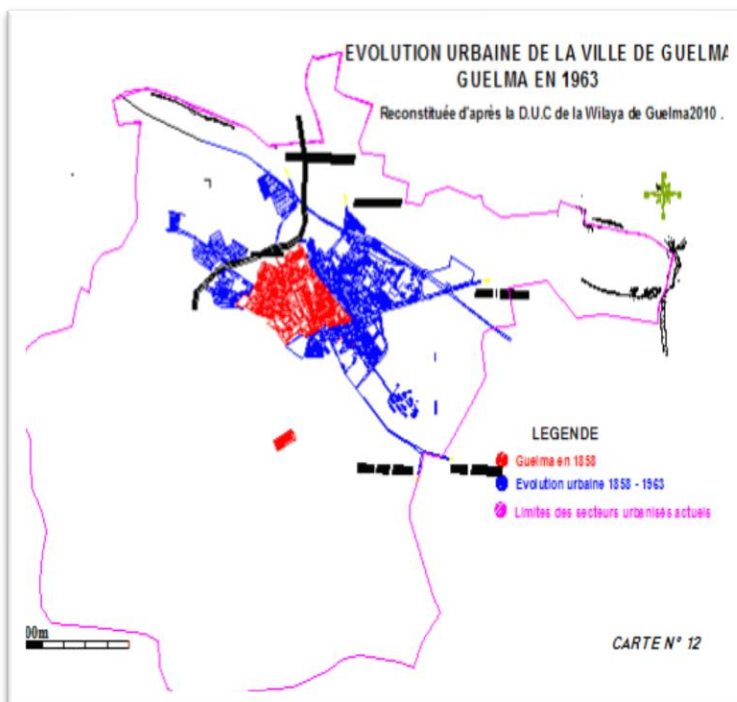 EVOLUTION URBAINE DE LA VILLE DE GUELMA
GUELMA EN 1963
Reconstituée d'après la D.U.C de la Wilaya de Guelma2010 .
LEGENDE
Guelma en 1858
Evolution urbaine 1858 - 1963
Limites des secteurs urbanisés actuels
00m
CARTE N° 12